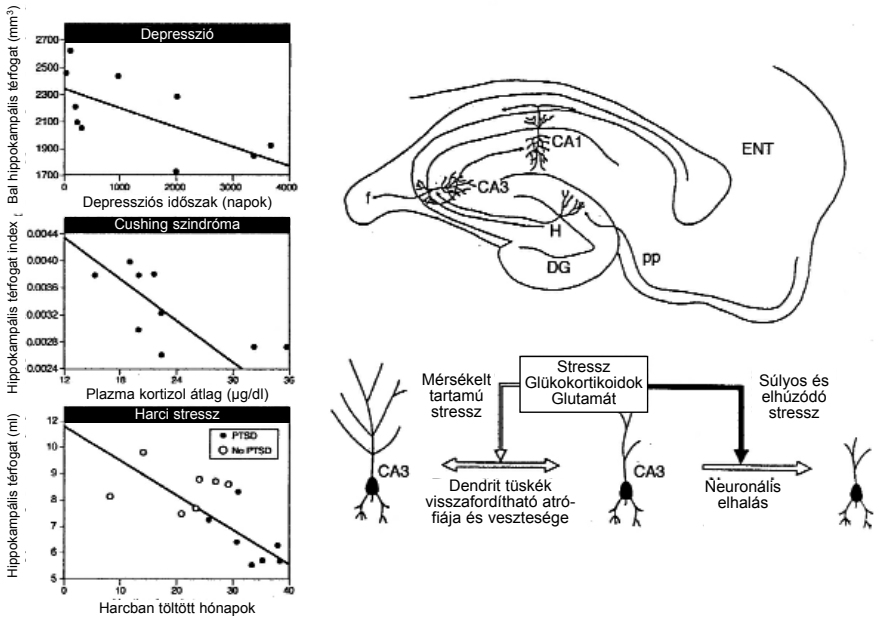 Depresszió
Bal hippokampális térfogat (mm³)
2700
2500
2300
2100
1900
1700
0 1000 2000 3000 4000
Depressziós időszak (napok)
Cushing szindróma
Hippokampális térfogat index
0.0044
0.0040
0.0036
0.0032
0.0028
0.0024
12 18 24 30 36
Plazma kortizol átlag (µg/dl)
Harci stressz
Hippokampális térfogat (ml)
12
11
10
9
8
7
6
5
PTSD
No PTSD
0 10 20 30 40
Harcban töltött hónapok
CA1
ENT
CA3
f
H
DG
pp
Stressz
Glükokortikoidok
Glutamát
Mérsékelt
tartamú
stressz
Súlyos és
elhúzódó
stressz
CA3
CA3
Dendrit tüskék
visszafordítható atró-
fiája és vesztesége
Neuronális
elhalás